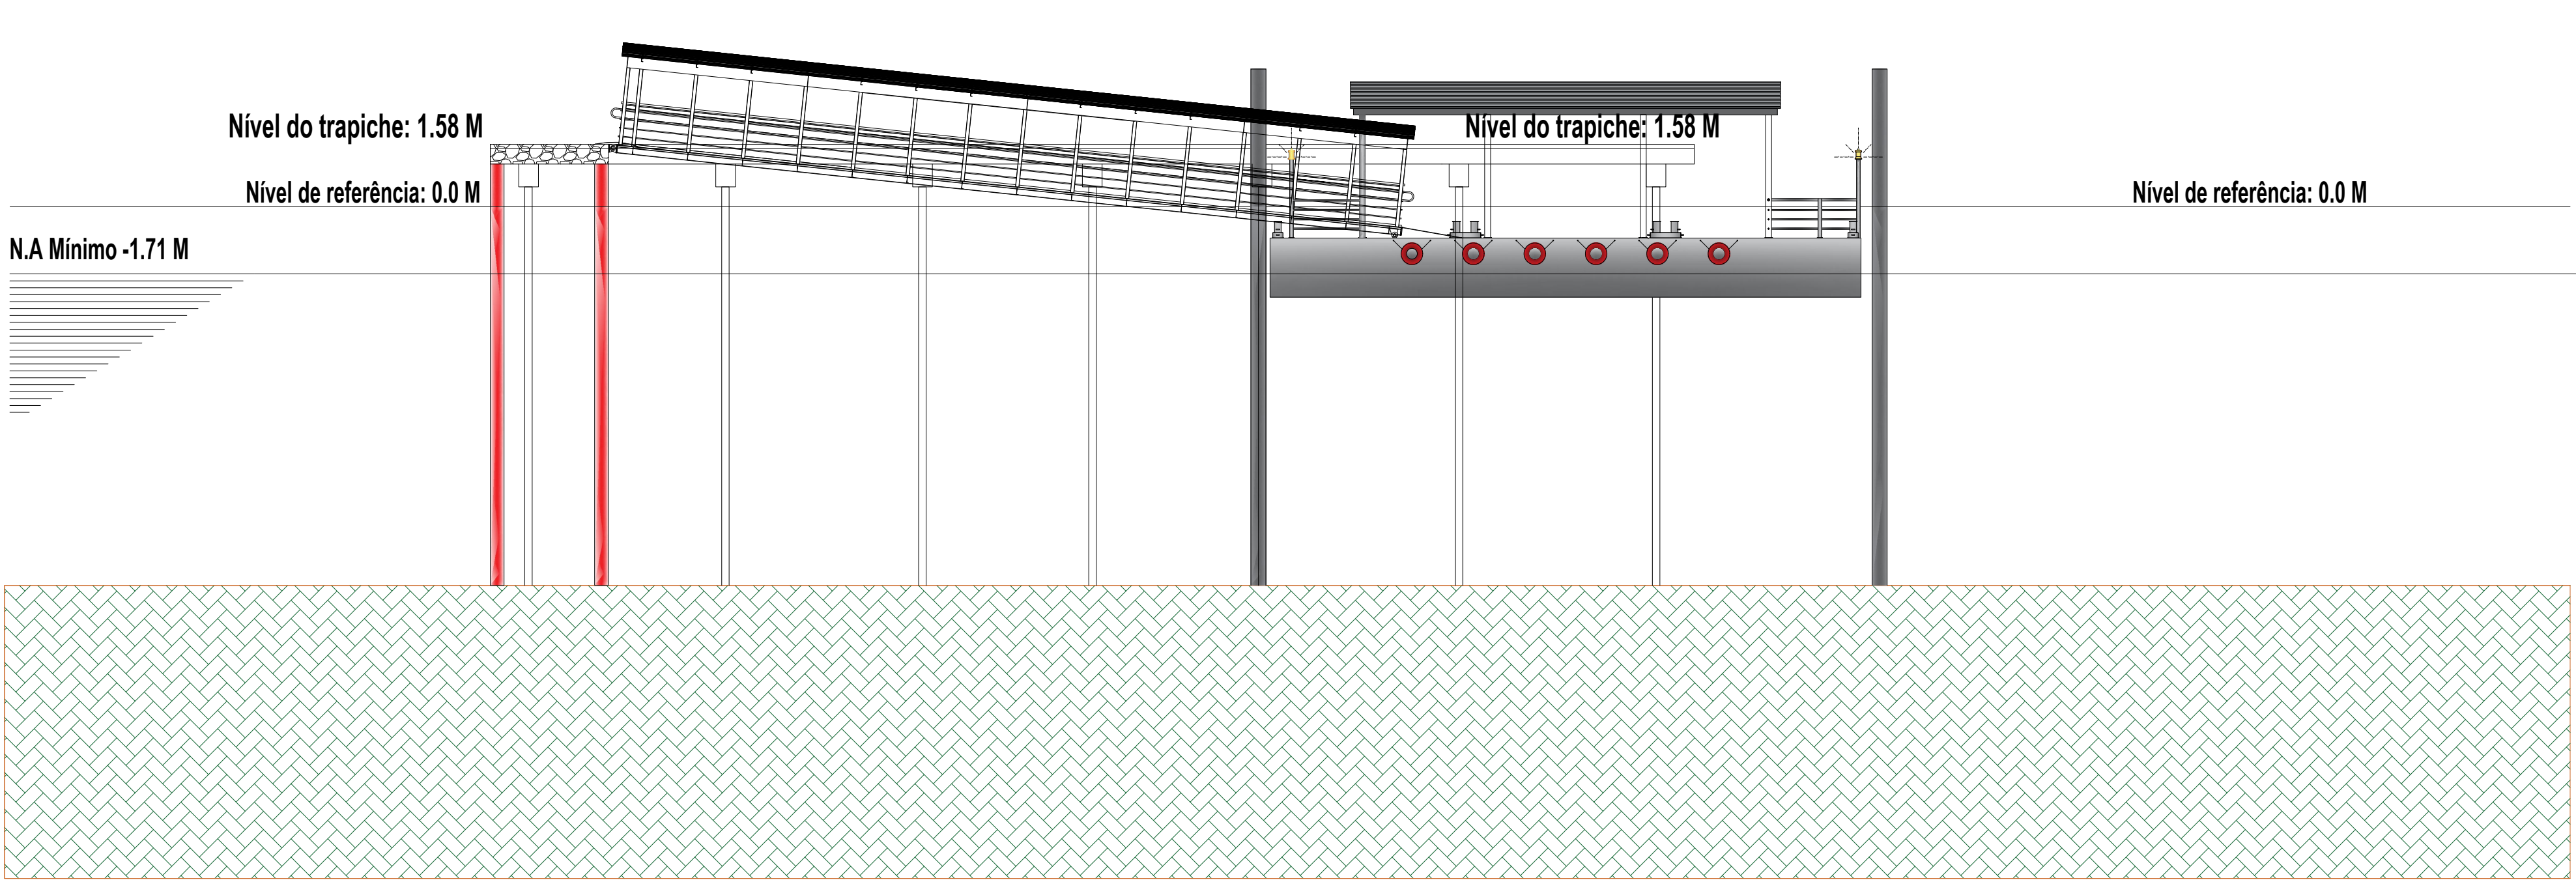 Nível do trapiche: 1.58 M
Nível do trapiche: 1.58 M
Nível de referência: 0.0 M
Nível de referência: 0.0 M
N.A Mínimo -1.71 M